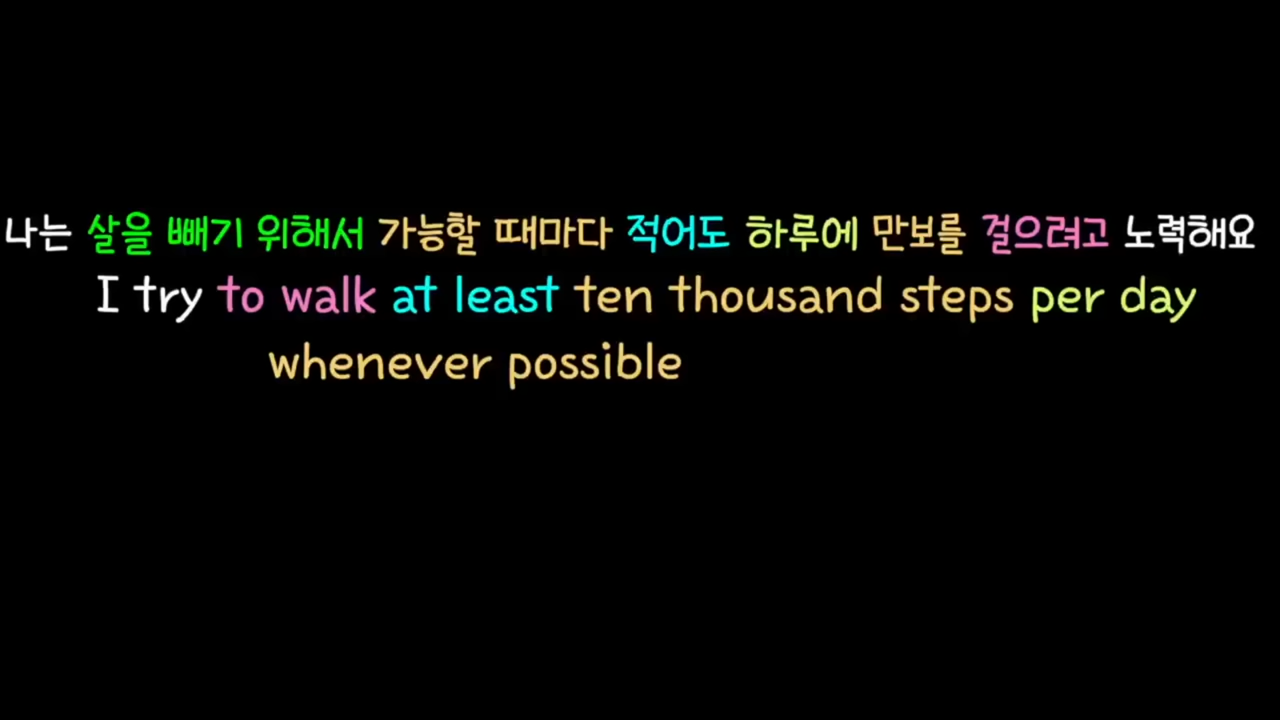 나는 살을 빼기 위해서 가능할 때마다 적어도 하루에 만보를 걸으려고 노력해요
I try to walk at least ten thousand steps per day
whenever possible